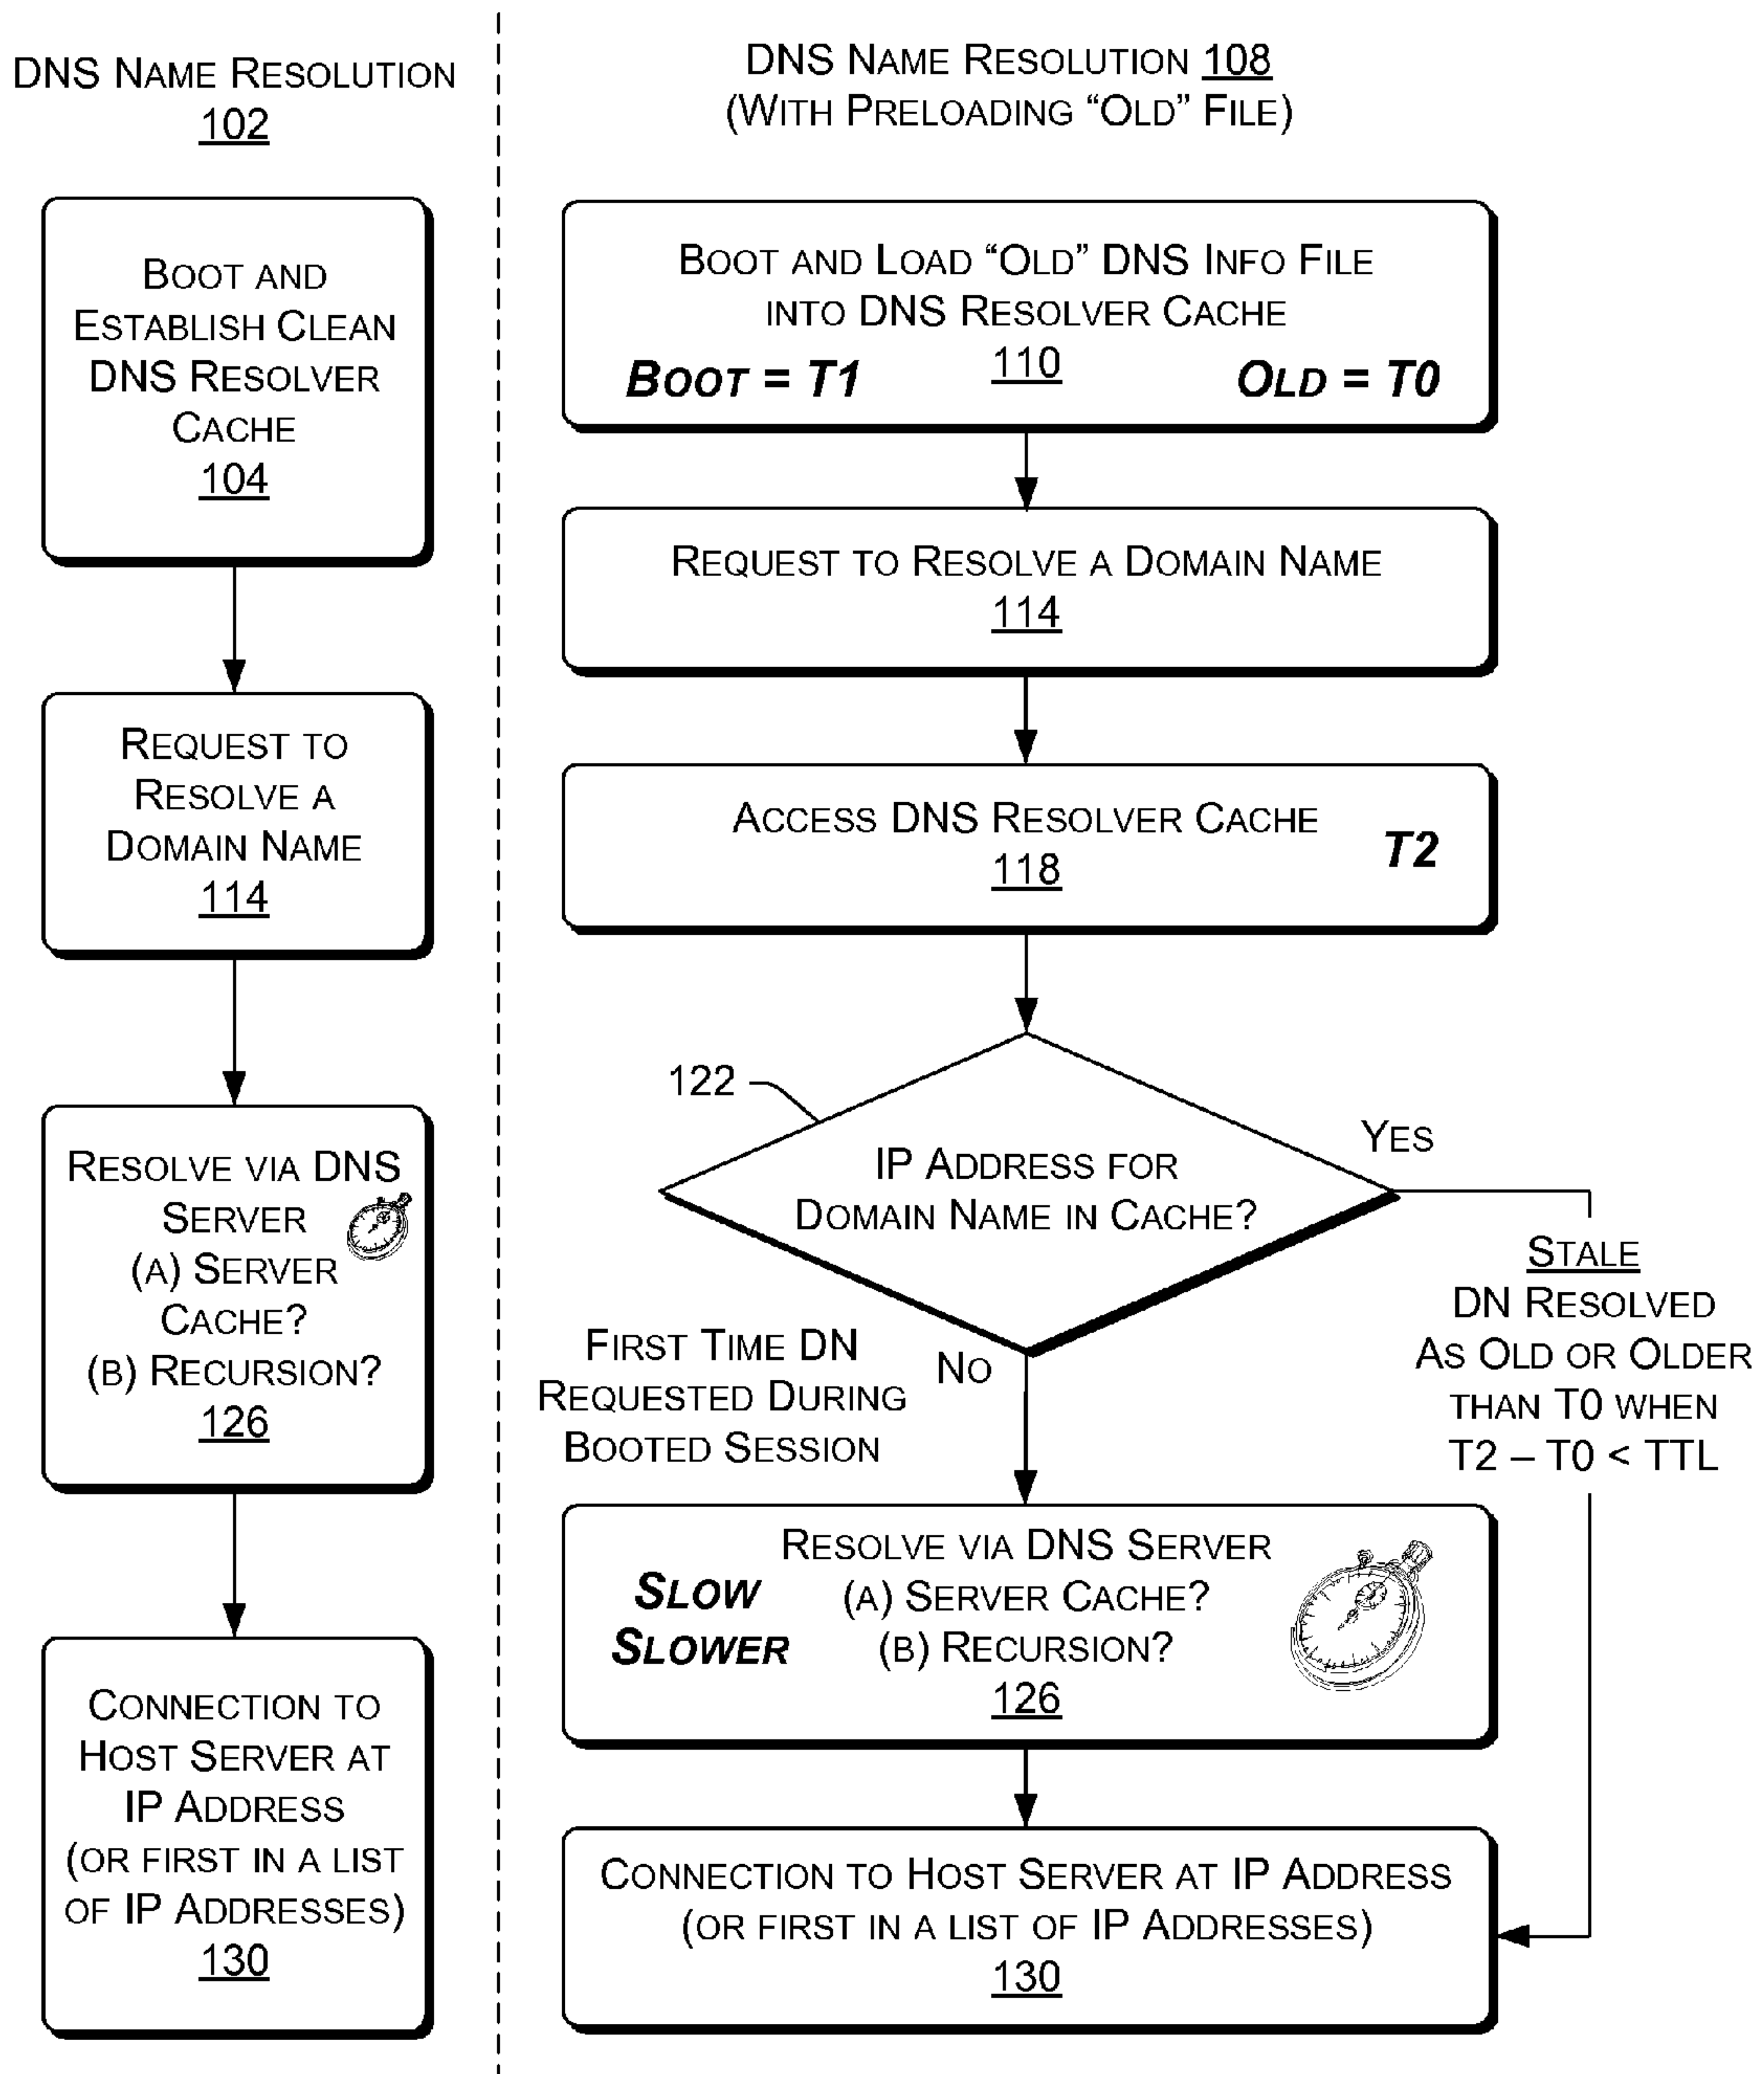 DNS NAME RESOLUTION
102
BOOT AND
ESTABLISH CLEAN
DNS RESOLVER
CACHE
104
REQUEST TO
RESOLVE A
DOMAIN NAME
114
RESOLVE VIA DNS
SERVER
(A) SERVER
CACHE?
(B) RECURSION?
126
CONNECTION TO
HOST SERVER AT
IP ADDRESS
(OR FIRST IN A LIST
OF IP ADDRESSES)
130
DNS NAME RESOLUTION 108
(WITH PRELOADING “OLD” FILE)
BOOT AND LOAD “OLD” DNS INFO FILE
INTO DNS RESOLVER CACHE
BOOT = T1 110 OLD = T0
REQUEST TO RESOLVE A DOMAIN NAME
114
ACCESS DNS RESOLVER CACHE
T2
118
122
IP ADDRESS FOR
DOMAIN NAME IN CACHE?
YES
STALE
DN RESOLVED
AS OLD OR OLDER
THAN T0 WHEN
T2 – T0 < TTL
NO
FIRST TIME DN
REQUESTED DURING
BOOTED SESSION
RESOLVE VIA DNS SERVER
SLOW (A) SERVER CACHE?
SLOWER (B) RECURSION?
126
CONNECTION TO HOST SERVER AT IP ADDRESS
(OR FIRST IN A LIST OF IP ADDRESSES)
130